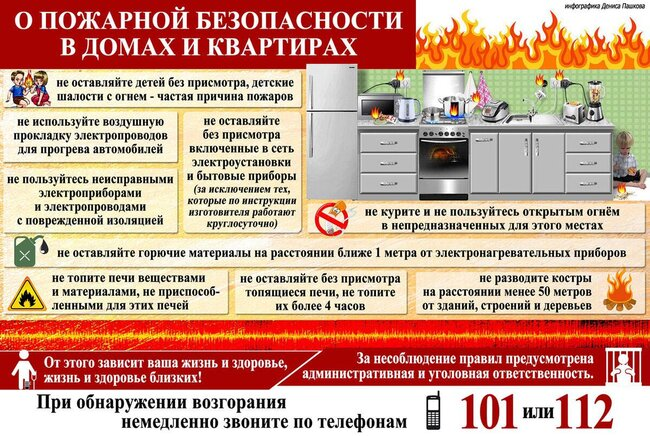 инфографика Дениса Пашкова
О ПОЖАРНОЙ БЕЗОПАСНОСТИ
В ДОМАХ И КВАРТИРАХ
не оставляйте детей без присмотра, детские
шалости с огнем - частая причина пожаров
не используйте воздушную
прокладку электропроводов
для прогрева автомобилей
не оставляйте
без присмотра
включенные в сеть
электроустановки
и бытовые приборы
(за исключением тех,
которые по инструкции
изготовителя работают
круглосуточно)
не пользуйтесь неисправными
электроприборами
и электропроводами
с поврежденной изоляцией
не курите и не пользуйтесь открытым огнём
в непредназначенных для этого местах
не оставляйте горючие материалы на расстоянии ближе 1 метра от электронагревательных приборов
не топите печи веществами
и материалами, не приспособ-
ленными для этих печей
не оставляйте без присмотра
топящиеся печи, не топите
их более 4 часов
не разводите костры
на расстоянии менее 50 метров
от зданий, строений и деревьев
От этого зависит ваша жизнь и здоровье,
жизнь и здоровье близких!
За несоблюдение правил предусмотрена
административная и уголовная ответственность.
При обнаружении возгорания
немедленно звоните по телефонам
101 или 112